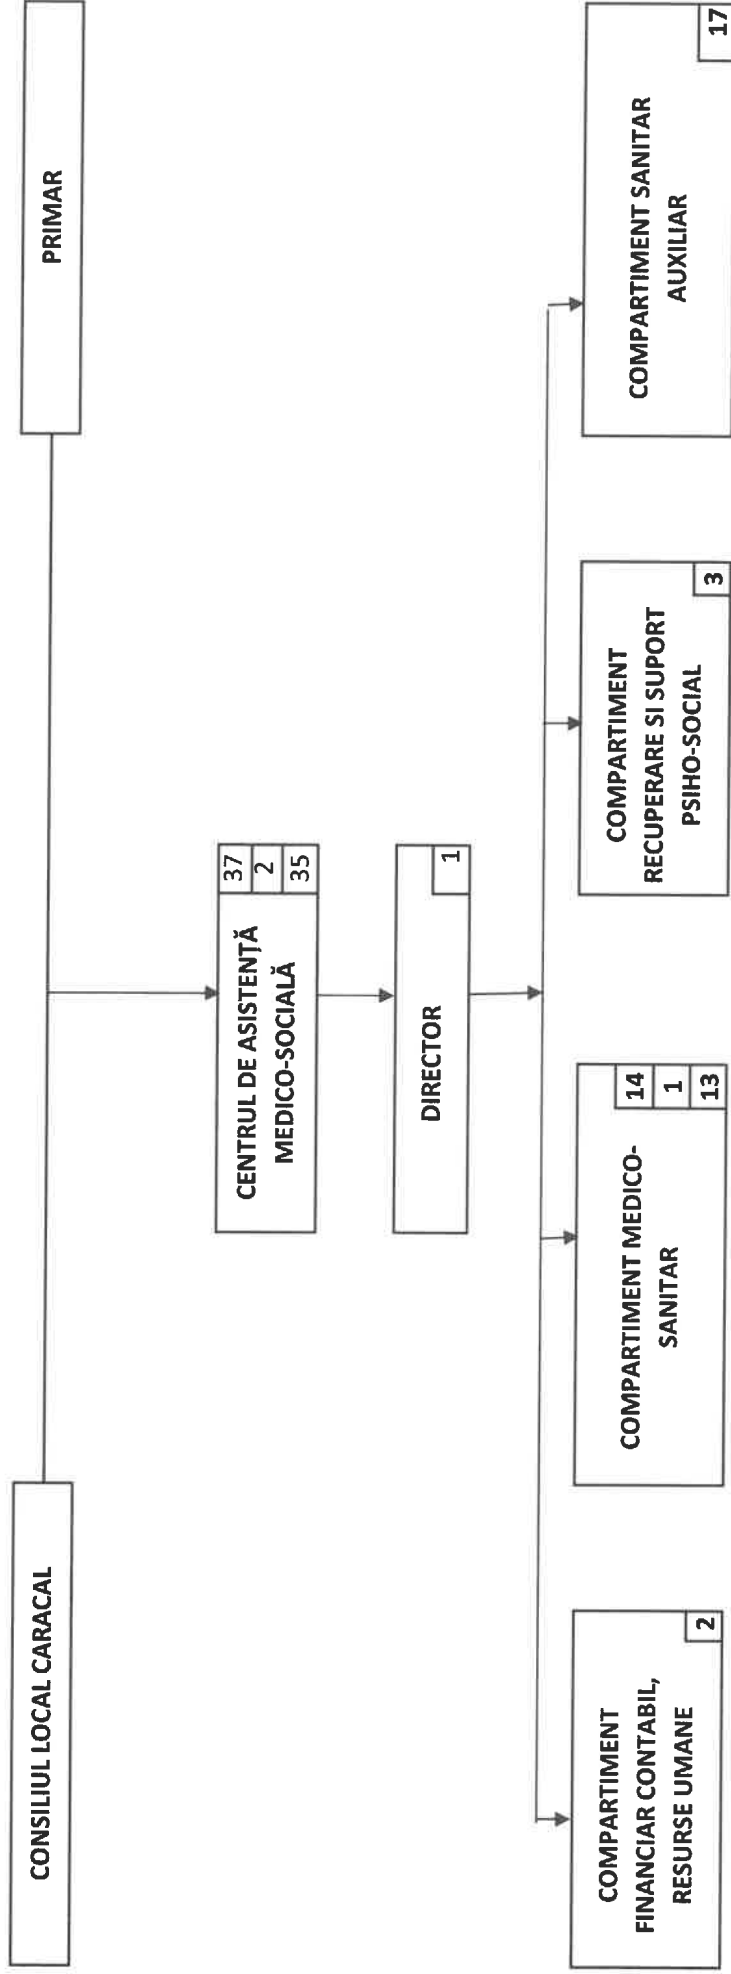 CONSILIUL LOCAL CARACAL
PRIMAR
CENTRUL DE ASISTENȚĂ
MEDICO-SOCIALĂ
37
2
35
DIRECTOR
1
COMPARTIMENT
FINANCIAR CONTABIL,
RESURSE UMANE
2
COMPARTIMENT MEDICO-
SANITAR
14
1
13
COMPARTIMENT
RECUPERARE SI SUPORT
PSIHO-SOCIAL
3
COMPARTIMENT SANITAR
AUXILIAR
17